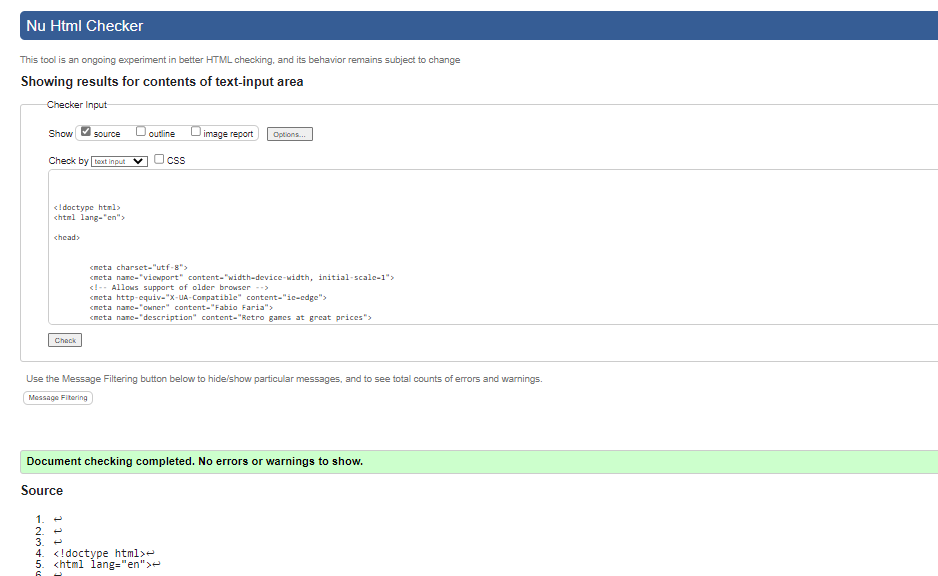 Nu Html Checker
This tool is an ongoing experiment in better HTML checking, and its behavior remains subject to change
Showing results for contents of text-input area
Checker Input
Show source outline image report Options...
Check by text input CSS
<!doctype html>
<html lang="en">
<head>
<meta charset="utf-8">
<meta name="viewport" content="width=device-width, initial-scale=1">
<!-- Allows support of older browser -->
<meta http-equiv="X-UA-Compatible" content="ie=edge">
<meta name="owner" content="Fabio Faria">
<meta name="description" content="Retro games at great prices">
Check
Use the Message Filtering button below to hide/show particular messages, and to see total counts of errors and warnings.
Message Filtering
Document checking completed. No errors or warnings to show.
Source
1. ↩
2. ↩
3. ↩
4. <!doctype html>↩
5. <html lang="en">↩
6. ↩